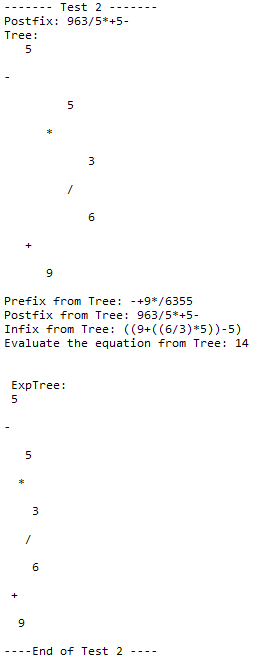 ------- Test 2 -------
Postfix: 963/5*+5-
Tree:
   5

-

         5

      *

            3

         /

            6

   +

      9

Prefix from Tree: -+9*/6355
Postfix from Tree: 963/5*+5-
Infix from Tree: ((9+((6/3)*5))-5)
Evaluate the equation from Tree: 14


 ExpTree:
 5

-

   5

  *

    3

   /

    6

 +

  9

----End of Test 2 ----